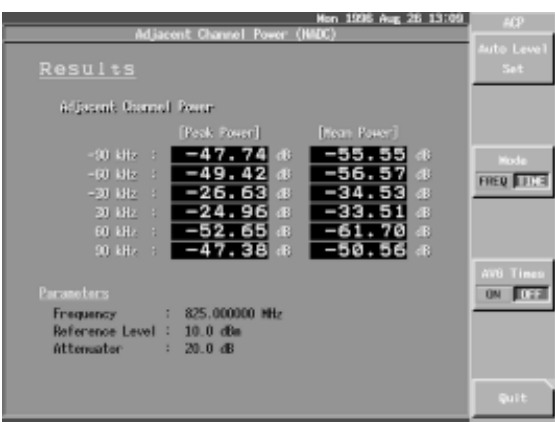 Mon 1996 Aug 26 13:09
Adjacent Channel Power (NADC)
ACP
Auto Level
Set
Results
Adjacent Channel Power
[Peak Power] [Mean Power]
-90 kHz : -47.74 dB -55.55 dB
-60 kHz : -49.42 dB -56.57 dB
-30 kHz : -26.63 dB -34.53 dB
30 kHz : -24.96 dB -33.51 dB
60 kHz : -52.65 dB -61.70 dB
90 kHz : -47.38 dB -50.56 dB
Mode
FREQ TIME
AVG Times
ON OFF
Parameters
Frequency : 825.000000 MHz
Reference Level : 10.0 dBm
Attenuator : 20.0 dB
Quit